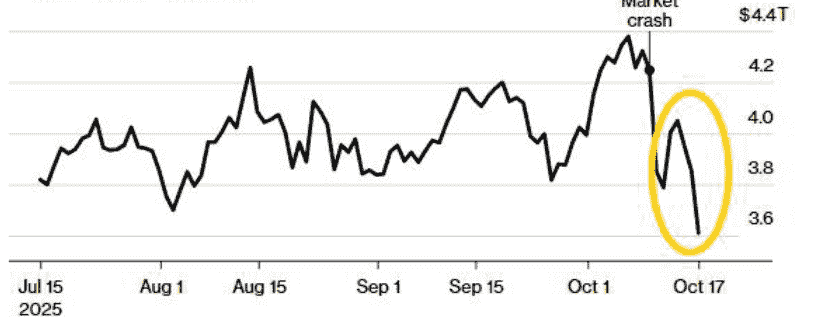 Market
crash
$4.4T
4.2
4.0
3.8
3.6
Jul 15
Aug 1
Aug 15
Sep 1
Sep 15
Oct 1
Oct 17
2025